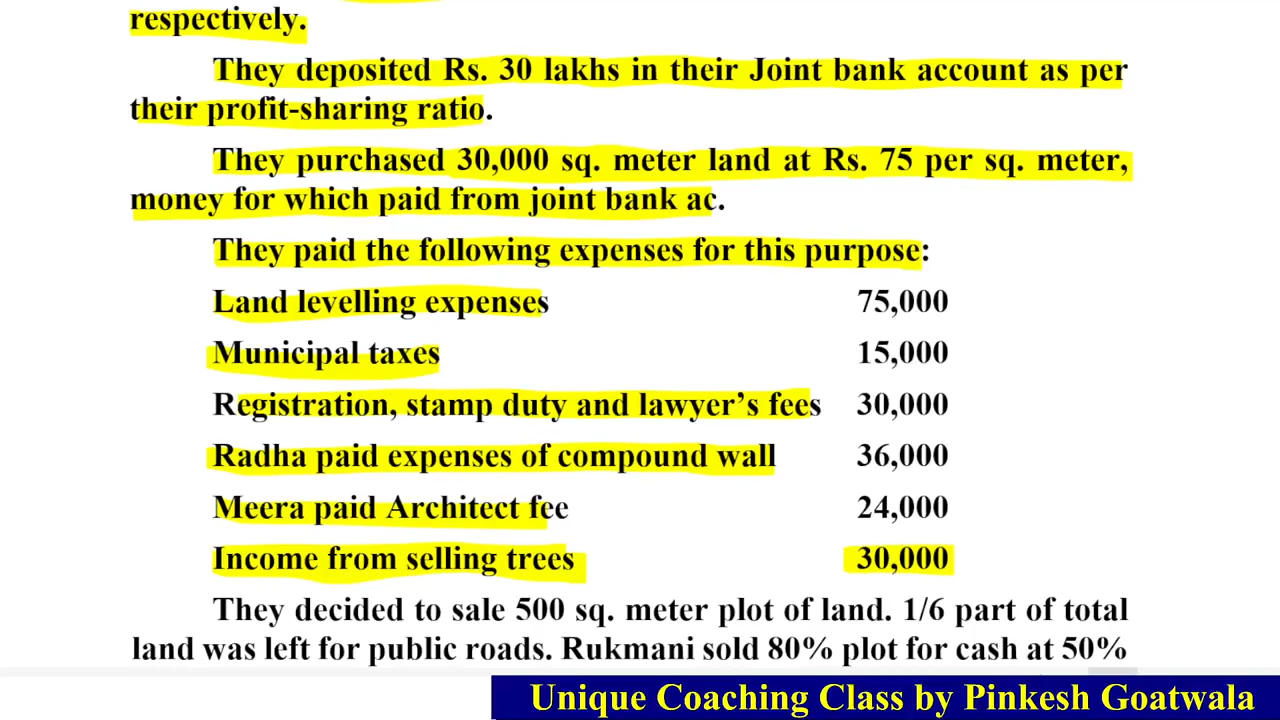 respectively.
They deposited Rs. 30 lakhs in their Joint bank account as per
their profit-sharing ratio.
They purchased 30,000 sq. meter land at Rs. 75 per sq. meter,
money for which paid from joint bank ac.
They paid the following expenses for this purpose:
Land levelling expenses 75,000
Municipal taxes 15,000
Registration, stamp duty and lawyer's fees 30,000
Radha paid expenses of compound wall 36,000
Meera paid Architect fee 24,000
Income from selling trees 30,000
They decided to sale 500 sq. meter plot of land. 1/6 part of total
land was left for public roads. Rukmani sold 80% plot for cash at 50%
Unique Coaching Class by Pinkesh Goatwala